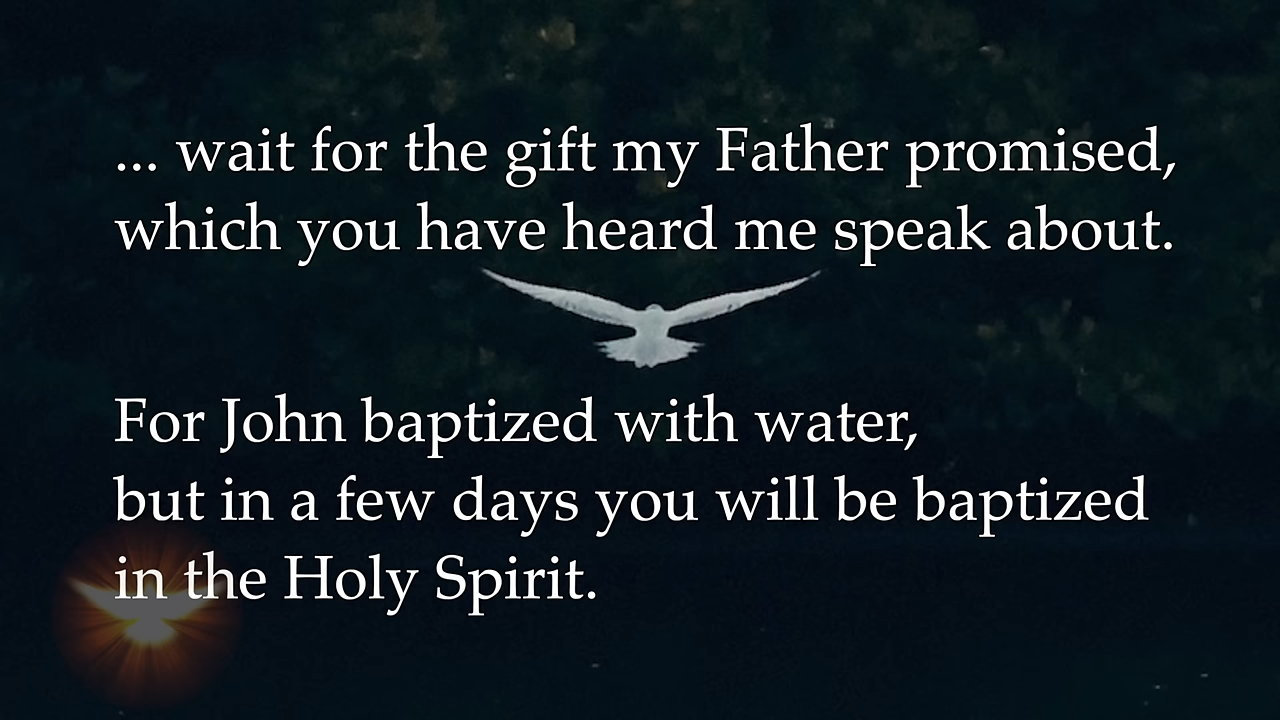 ... wait for the gift my Father promised,
which you have heard me speak about.
For John baptized with water,
but in a few days you will be baptized
in the Holy Spirit.